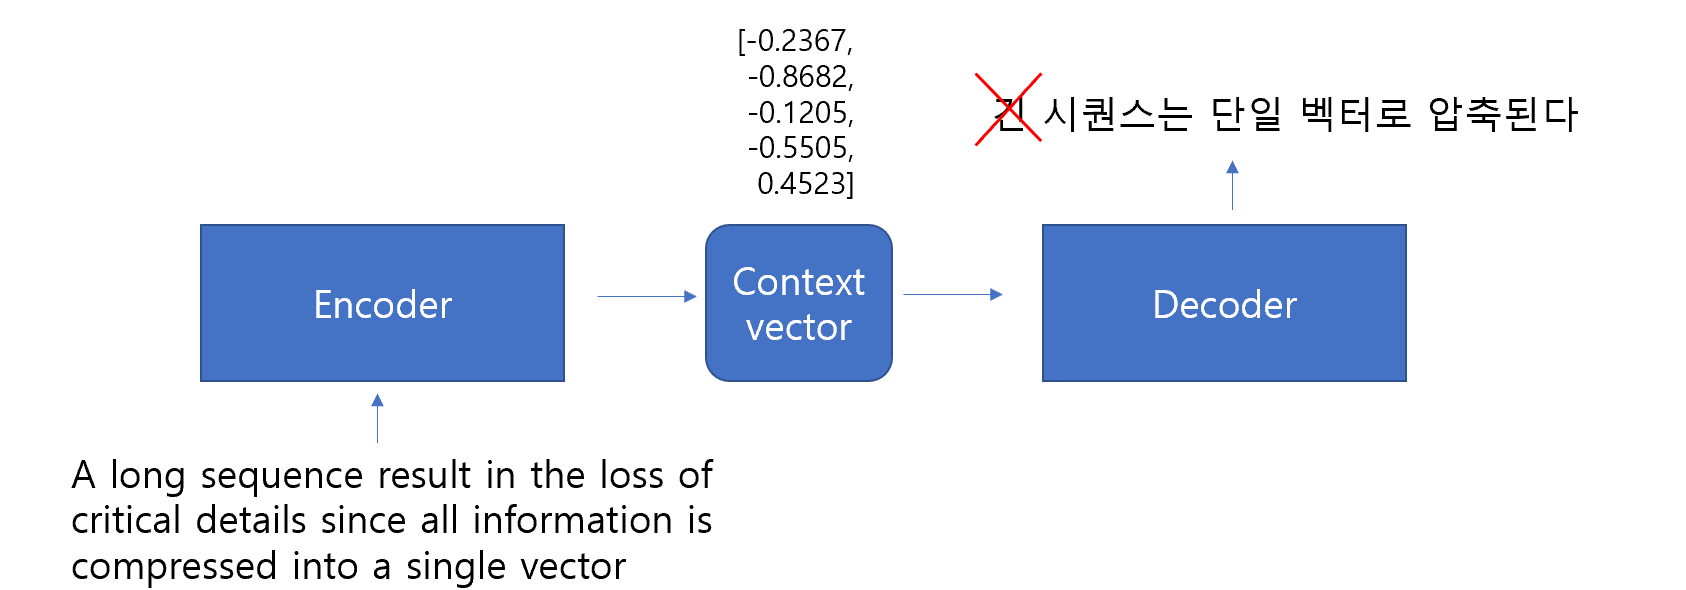 [-0.2367,
-0.8682,
-0.1205,
-0.5505,
0.4523]
긴 시퀀스는 단일 벡터로 압축된다
Encoder
Context
vector
Decoder
A long sequence result in the loss of
critical details since all information is
compressed into a single vector